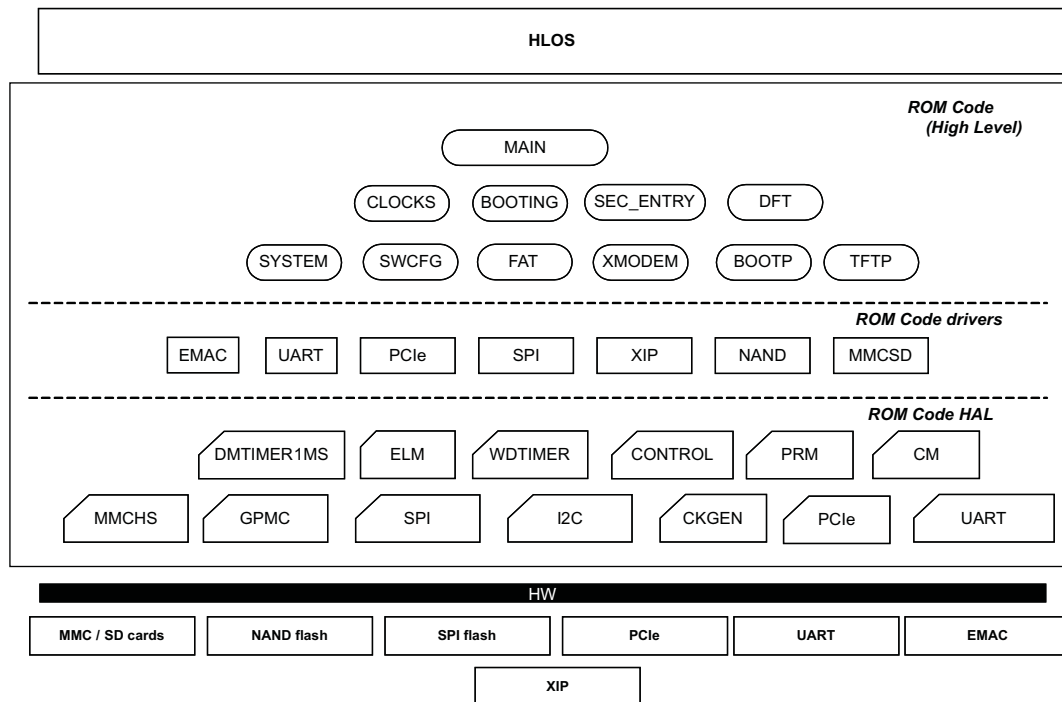 HLOS
ROM Code
(High Level)
MAIN
CLOCKS BOOTING SEC_ENTRY DFT
SYSTEM SWCFG FAT XMODEM BOOTP TFTP
ROM Code drivers
EMAC UART PCIe SPI XIP NAND MMCSD
ROM Code HAL
DMTIMER1MS ELM WDTIMER CONTROL PRM CM
MMCHS GPMC SPI I2C CKGEN PCIe UART
HW
MMC / SD cards NAND flash SPI flash PCIe UART EMAC
XIP